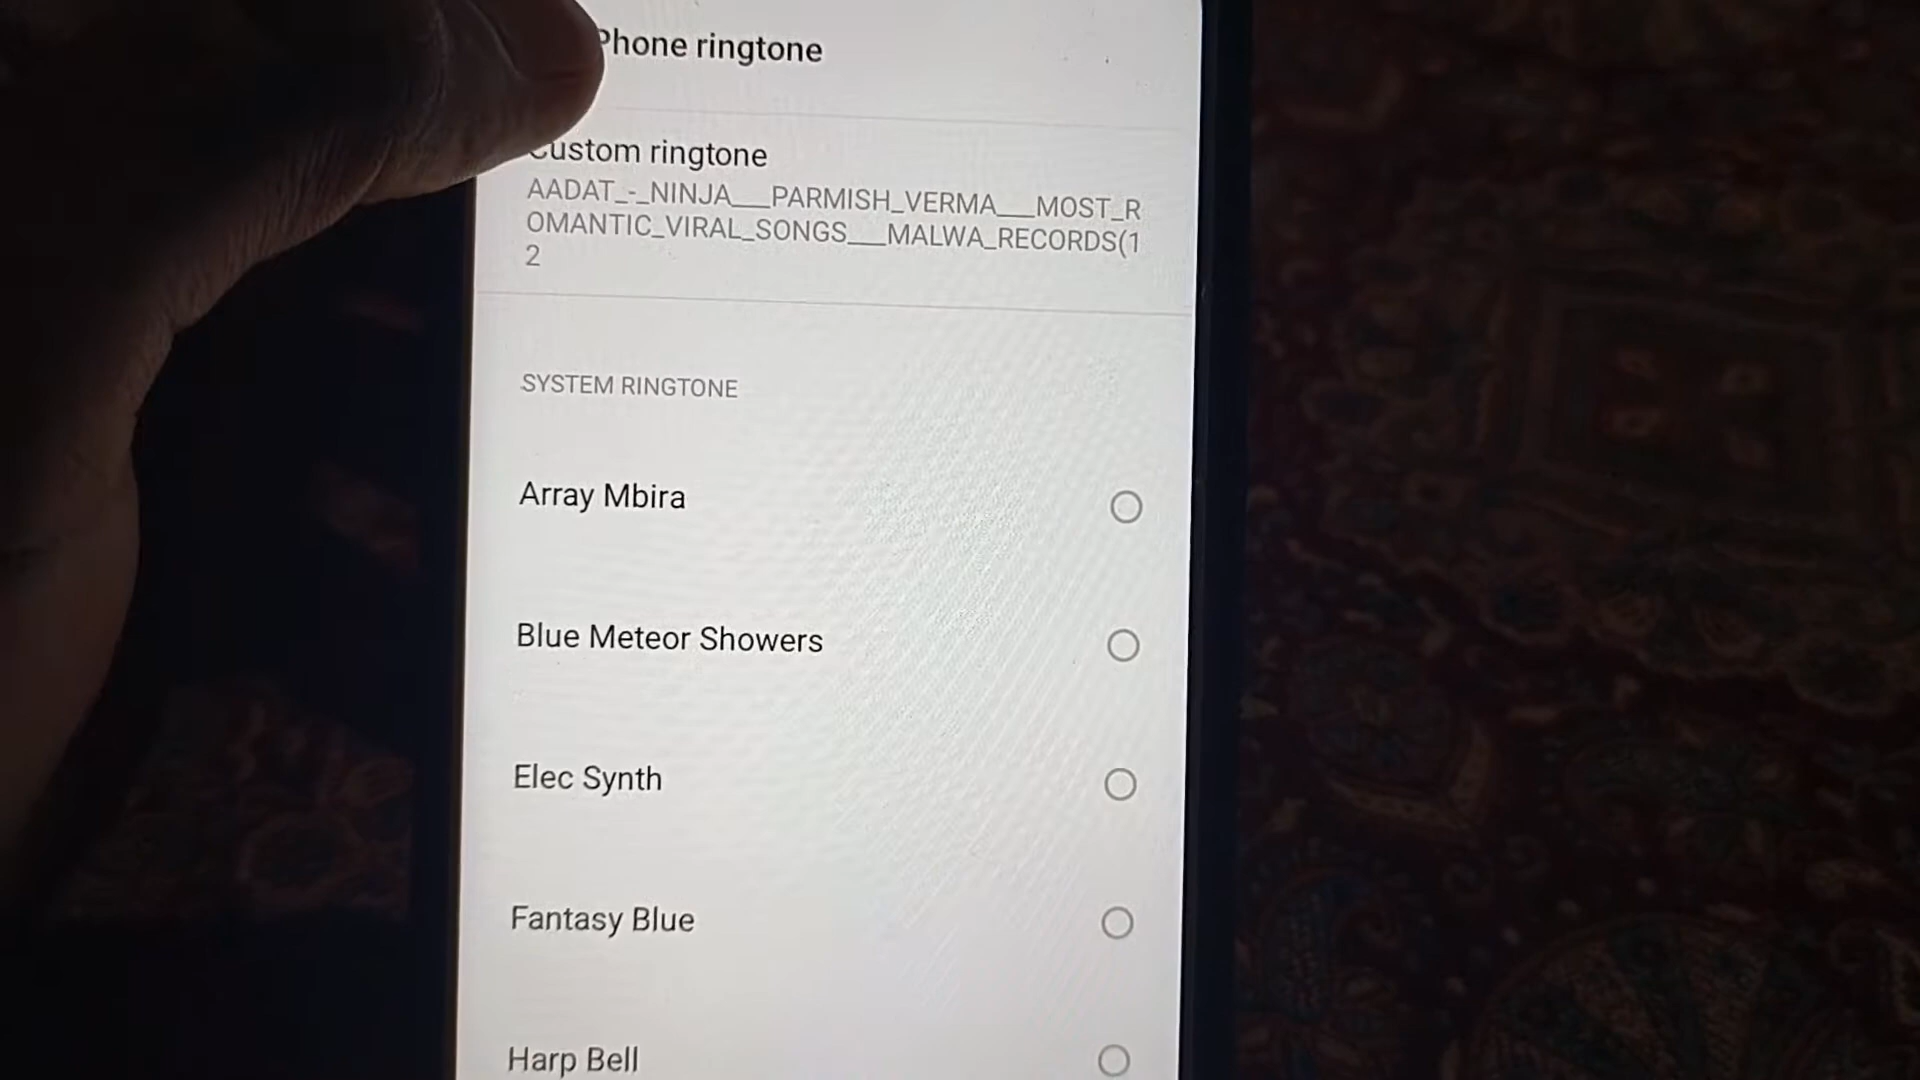 Phone ringtone
Custom ringtone
AADAT_-_NINJA___PARMISH_VERMA___MOST_R
OMANTIC_VIRAL_SONGS___MALWA_RECORDS(1
2
SYSTEM RINGTONE
Array Mbira
Blue Meteor Showers
Elec Synth
Fantasy Blue
Harp Bell